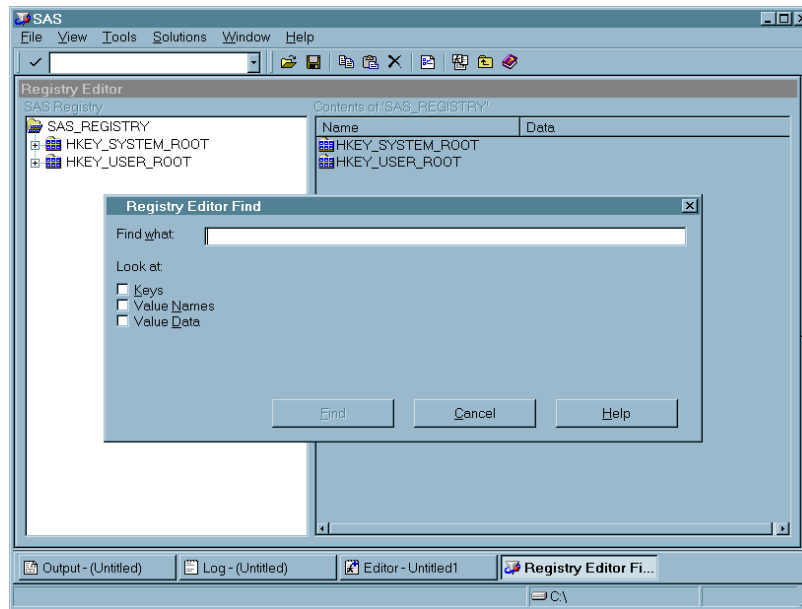 SAS
File View Tools Solutions Window Help
Registry Editor
SAS Registry
Contents of 'SAS_REGISTRY'
SAS_REGISTRY
HKEY_SYSTEM_ROOT
HKEY_USER_ROOT
Name Data
HKEY_SYSTEM_ROOT
HKEY_USER_ROOT
Registry Editor Find
Find what:
Look at:
Keys
Value Names
Value Data
Find Cancel Help
Output - (Untitled) Log - (Untitled) Editor - Untitled1 Registry Editor Fi...
C:\